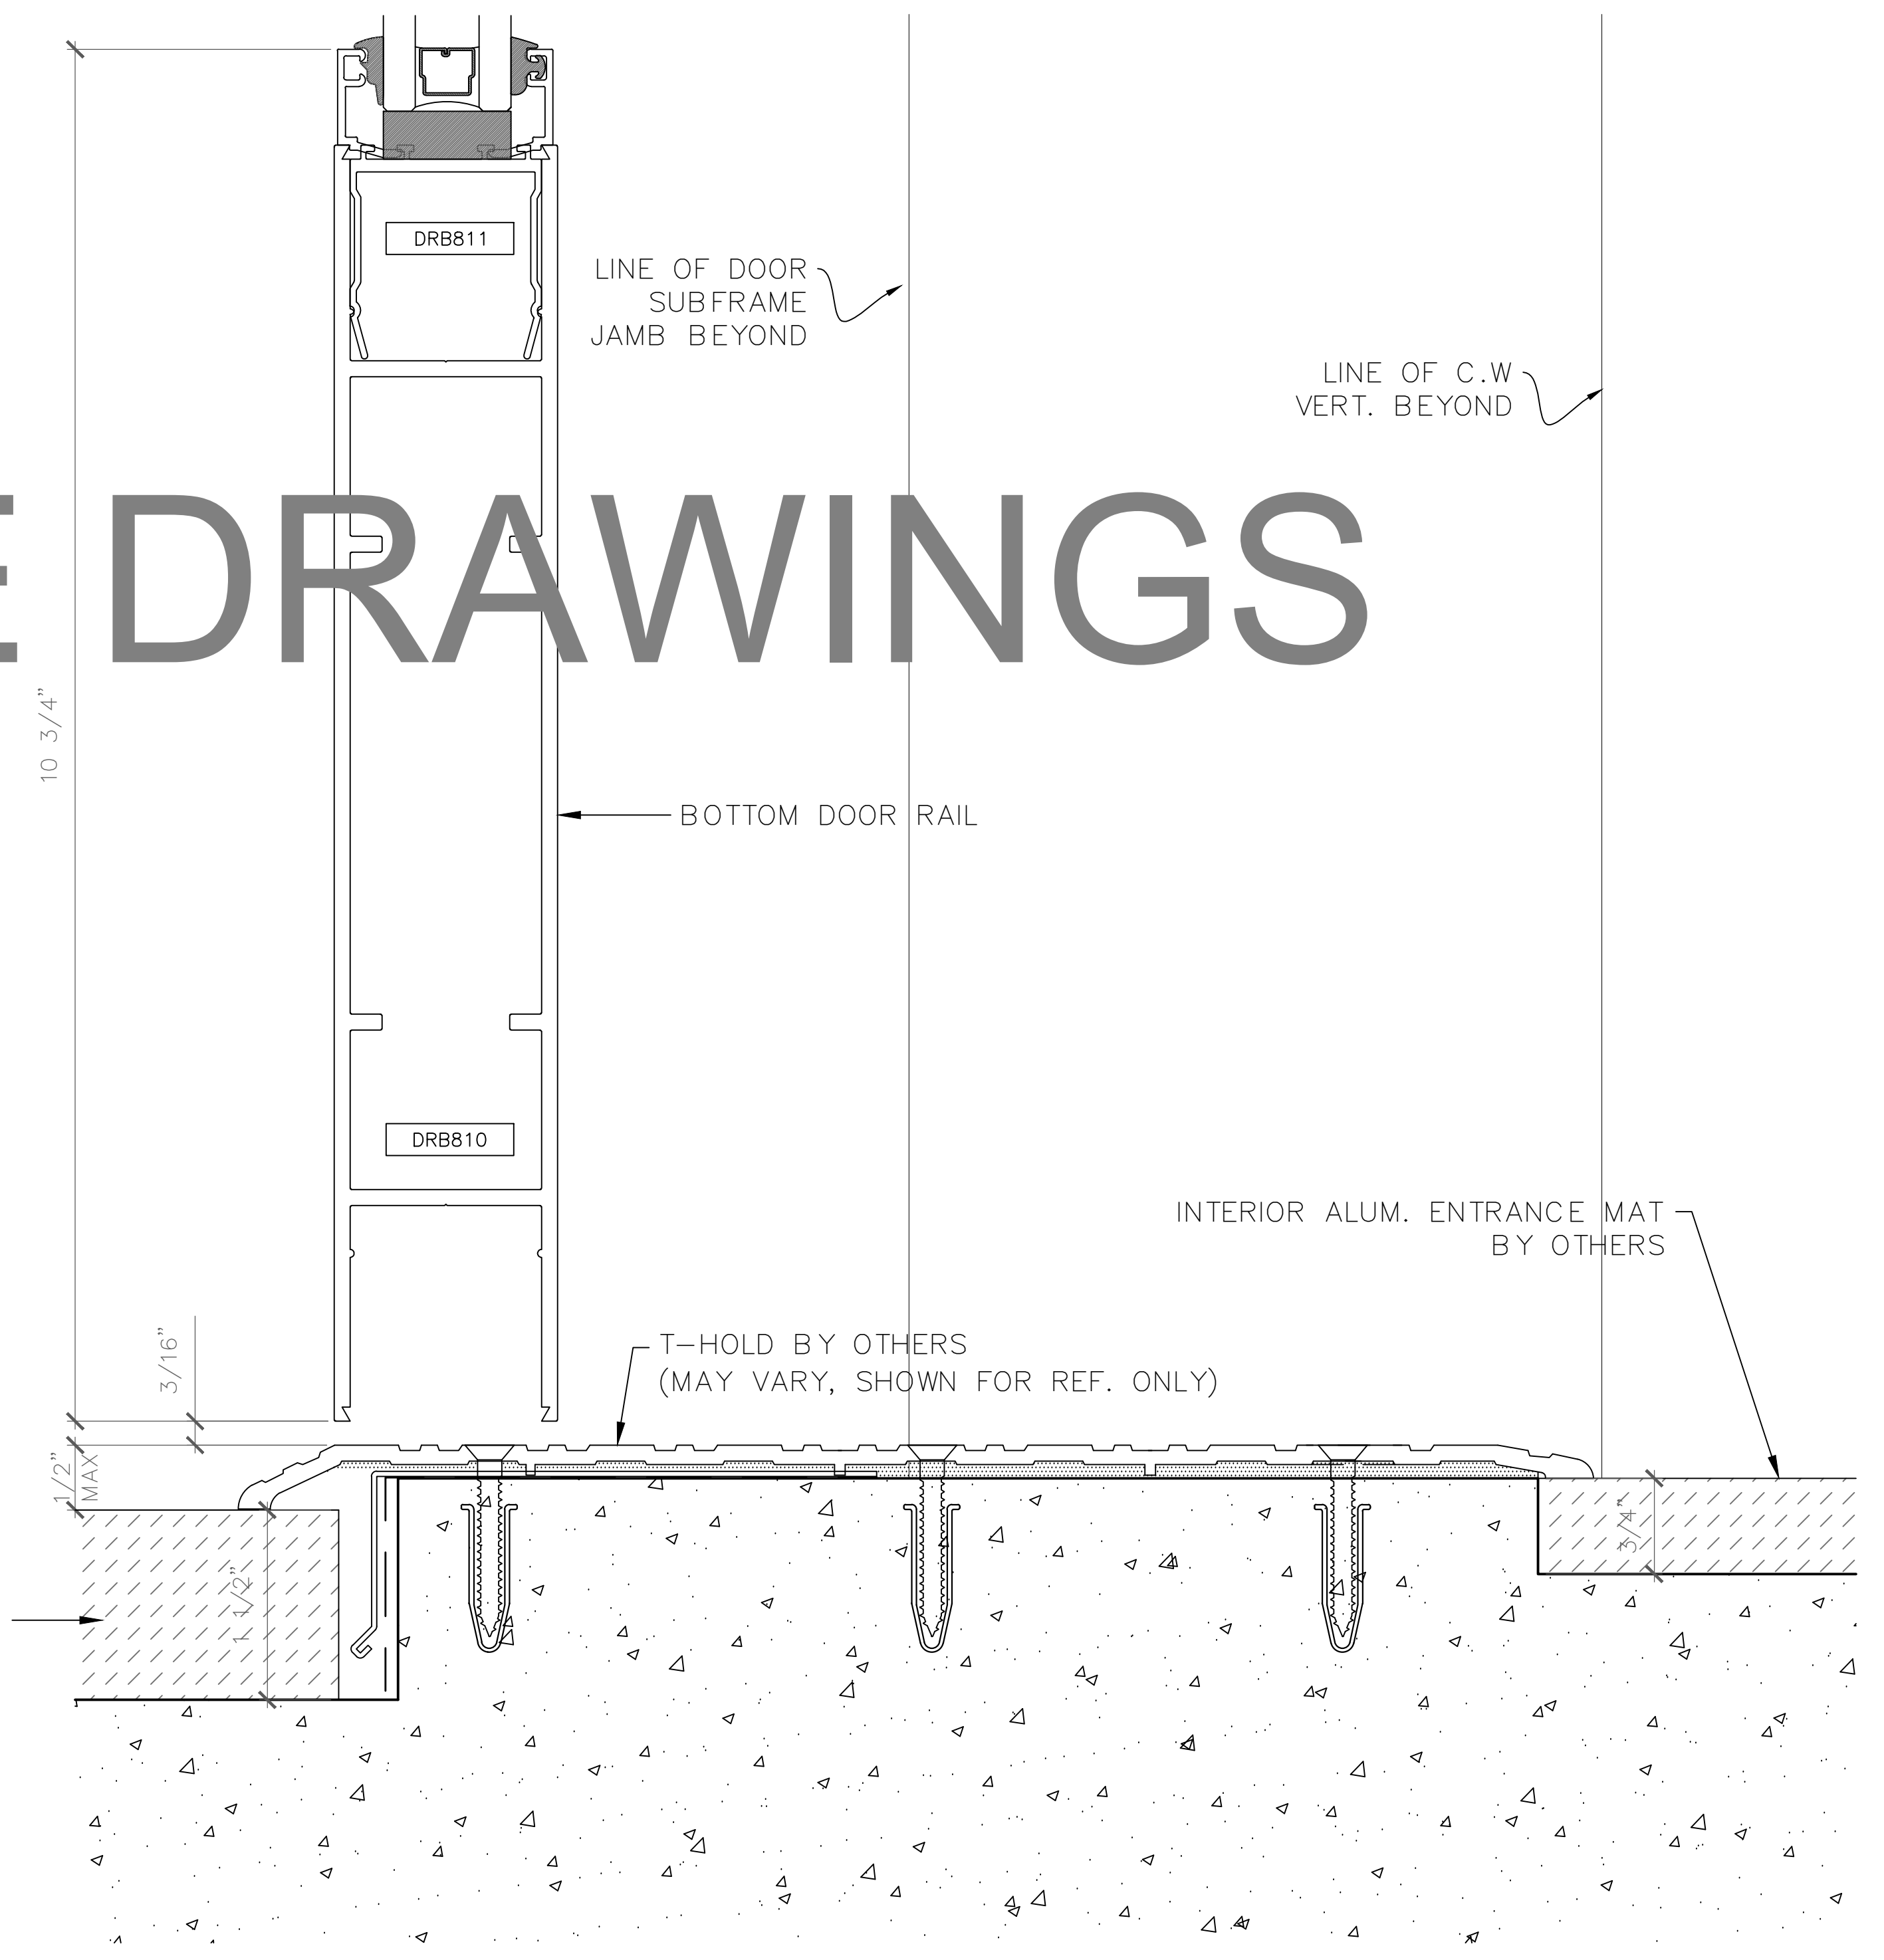 DRB811
LINE OF DOOR
SUBFRAME
JAMB BEYOND
LINE OF C.W
VERT. BEYOND
DRAWINGS
10 3/4"
BOTTOM DOOR RAIL
DRB810
INTERIOR ALUM. ENTRANCE MAT
BY OTHERS
3/16"
T-HOLD BY OTHERS
(MAY VARY, SHOWN FOR REF. ONLY)
1/2"
MAX
1 1/2"
3/4"